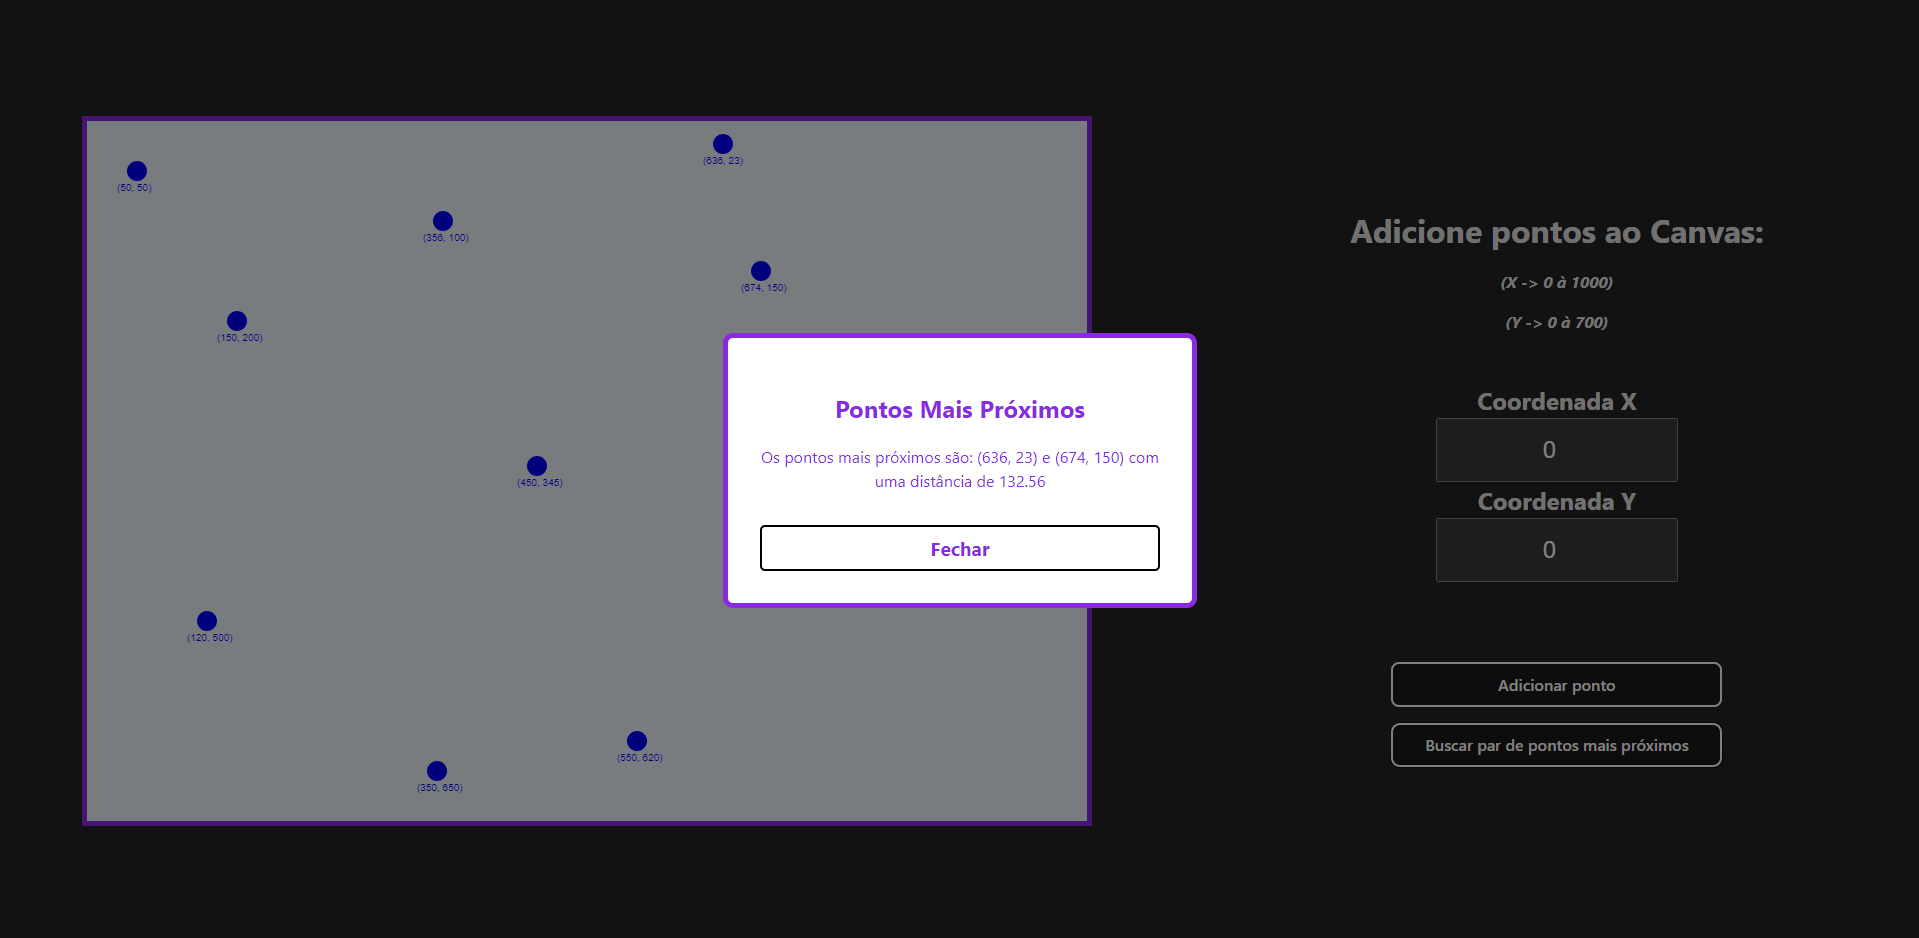 (636, 23)
(50, 50)
(356, 100)
(674, 150)
(150, 200)
(450, 345)
(120, 500)
(550, 620)
(350, 650)
Pontos Mais Próximos
Os pontos mais próximos são: (636, 23) e (674, 150) com
uma distância de 132.56
Fechar
Adicione pontos ao Canvas:
(X -> 0 à 1000)
(Y -> 0 à 700)
Coordenada X
0
Coordenada Y
0
Adicionar ponto
Buscar par de pontos mais próximos